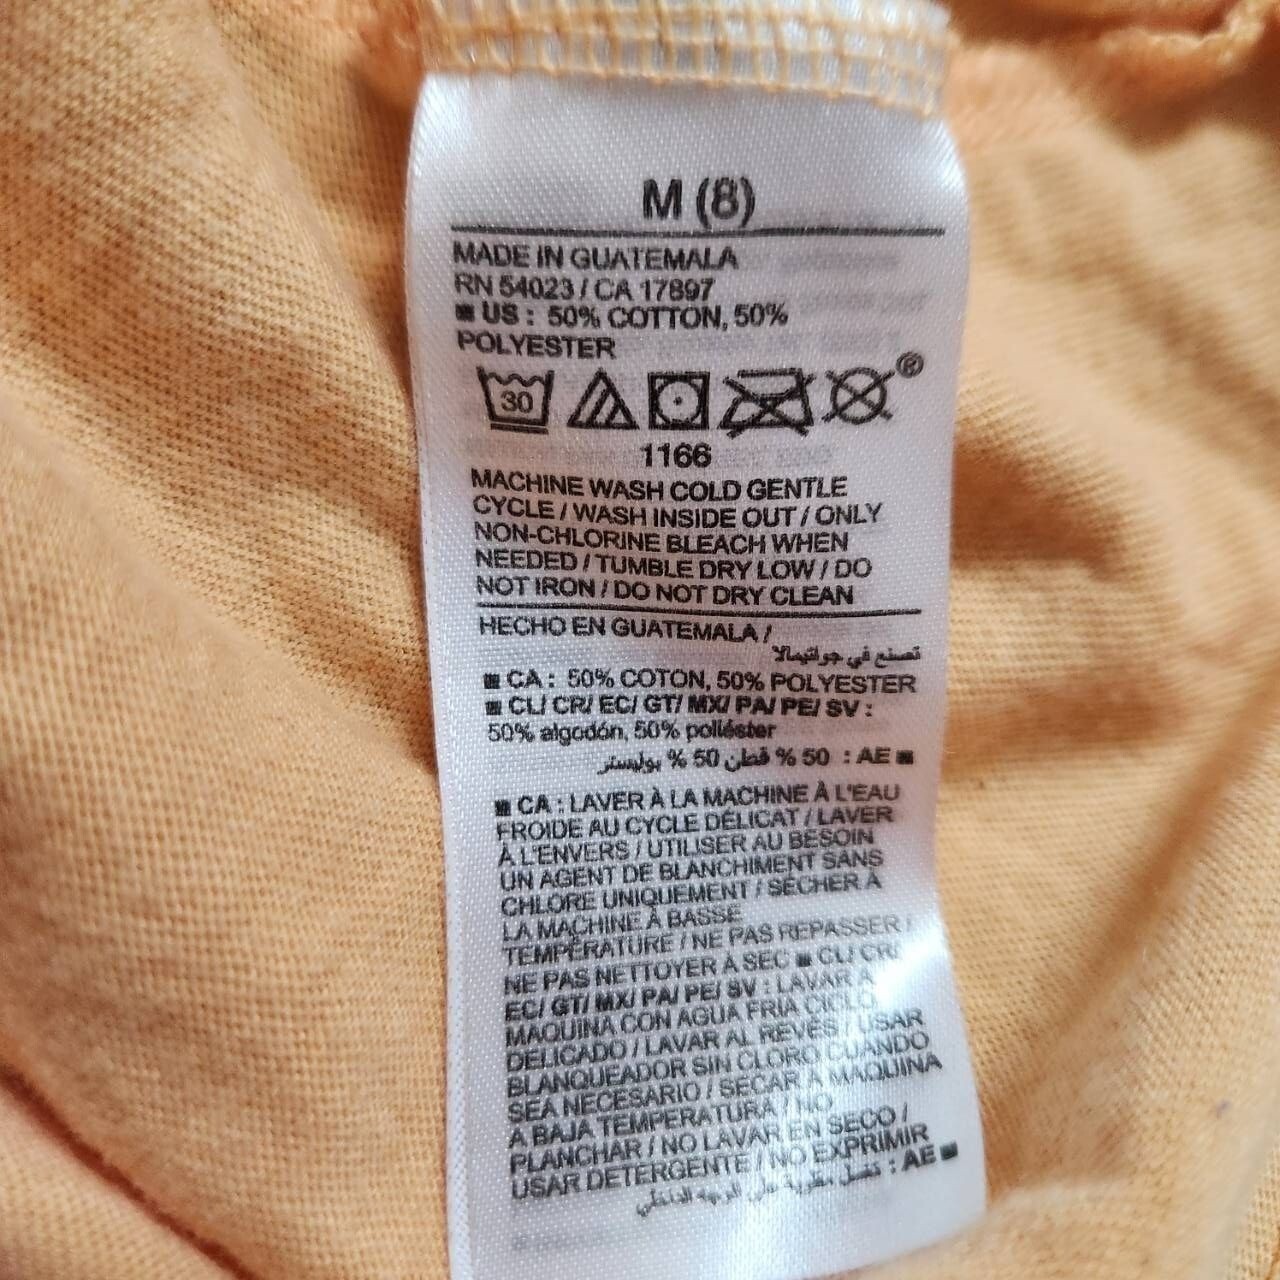 M (8)
MADE IN GUATEMALA
RN 54023 / CA 17897
■ US : 50% COTTON, 50%
POLYESTER
30
®
1166
MACHINE WASH COLD GENTLE
CYCLE / WASH INSIDE OUT / ONLY
NON-CHLORINE BLEACH WHEN
NEEDED / TUMBLE DRY LOW / DO
NOT IRON / DO NOT DRY CLEAN
HECHO EN GUATEMALA /
تصنع في جواتيمالا
■ CA : 50% COTON, 50% POLYESTER
■ CL/ CR/ EC/ GT/ MX/ PA/ PE/ SV :
50% algodón, 50% poliéster
■ AE : 50 % قطن 50 % بوليستر
■ CA : LAVER À LA MACHINE À L'EAU
FROIDE AU CYCLE DÉLICAT / LAVER
À L'ENVERS / UTILISER AU BESOIN
UN AGENT DE BLANCHIMENT SANS
CHLORE UNIQUEMENT / SÉCHER À
LA MACHINE À BASSE
TEMPÉRATURE / NE PAS REPASSER /
NE PAS NETTOYER À SEC ■ CL/ CR/
EC/ GT/ MX/ PA/ PE/ SV : LAVAR A
MAQUINA CON AGUA FRIA CICLO
DELICADO / LAVAR AL REVÉS / USAR
BLANQUEADOR SIN CLORO CUANDO
SEA NECESARIO / SECAR A MAQUINA
A BAJA TEMPERATURA / NO
PLANCHAR / NO LAVAR EN SECO /
USAR DETERGENTE / NO EXPRIMIR
■ AE : تغسل مقلوبة على الوجه الداخلي